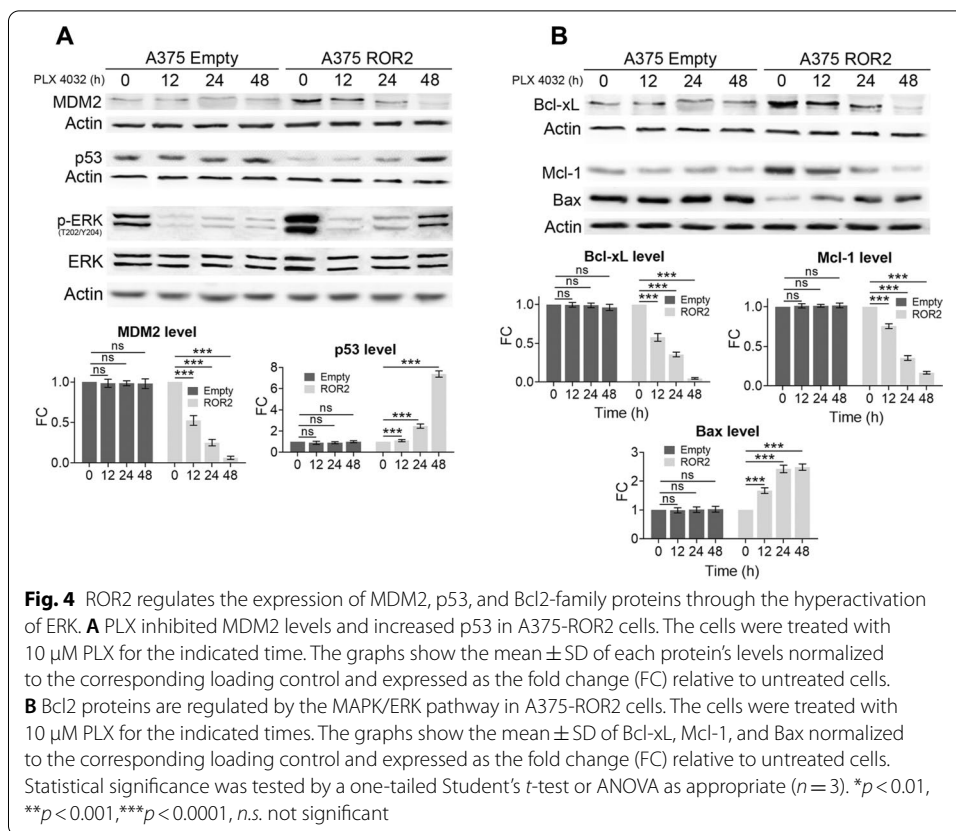 A
A375 Empty A375 ROR2
PLX 4032 (h) 0 12 24 48 0 12 24 48
MDM2
Actin
p53
Actin
p-ERK
(T202/Y204)
ERK
Actin
MDM2 level
ns
ns
ns
***
***
***
Empty
ROR2
FC
1.0
0.5
0.0
0 12 24 48 0 12 24 48
p53 level
ns
ns
ns
***
***
***
Empty
ROR2
FC
8
6
4
2
0
0 12 24 48 0 12 24 48
B
A375 Empty A375 ROR2
PLX 4032 (h) 0 12 24 48 0 12 24 48
Bcl-xL
Actin
Mcl-1
Bax
Actin
Bcl-xL level
ns
ns
ns
***
***
***
Empty
ROR2
FC
1.0
0.5
0.0
0 12 24 48 0 12 24 48
Time (h)
Mcl-1 level
ns
ns
ns
***
***
***
Empty
ROR2
FC
1.0
0.5
0.0
0 12 24 48 0 12 24 48
Time (h)
Bax level
ns
ns
ns
***
***
***
Empty
ROR2
FC
3
2
1
0
0 12 24 48 0 12 24 48
Time (h)
Fig. 4 ROR2 regulates the expression of MDM2, p53, and Bcl2-family proteins through the hyperactivation
of ERK. A PLX inhibited MDM2 levels and increased p53 in A375-ROR2 cells. The cells were treated with
10 μM PLX for the indicated time. The graphs show the mean ± SD of each protein's levels normalized
to the corresponding loading control and expressed as the fold change (FC) relative to untreated cells.
B Bcl2 proteins are regulated by the MAPK/ERK pathway in A375-ROR2 cells. The cells were treated with
10 μM PLX for the indicated times. The graphs show the mean ± SD of Bcl-xL, Mcl-1, and Bax normalized
to the corresponding loading control and expressed as the fold change (FC) relative to untreated cells.
Statistical significance was tested by a one-tailed Student's t-test or ANOVA as appropriate (n = 3). *p < 0.01,
**p < 0.001,***p < 0.0001, n.s. not significant